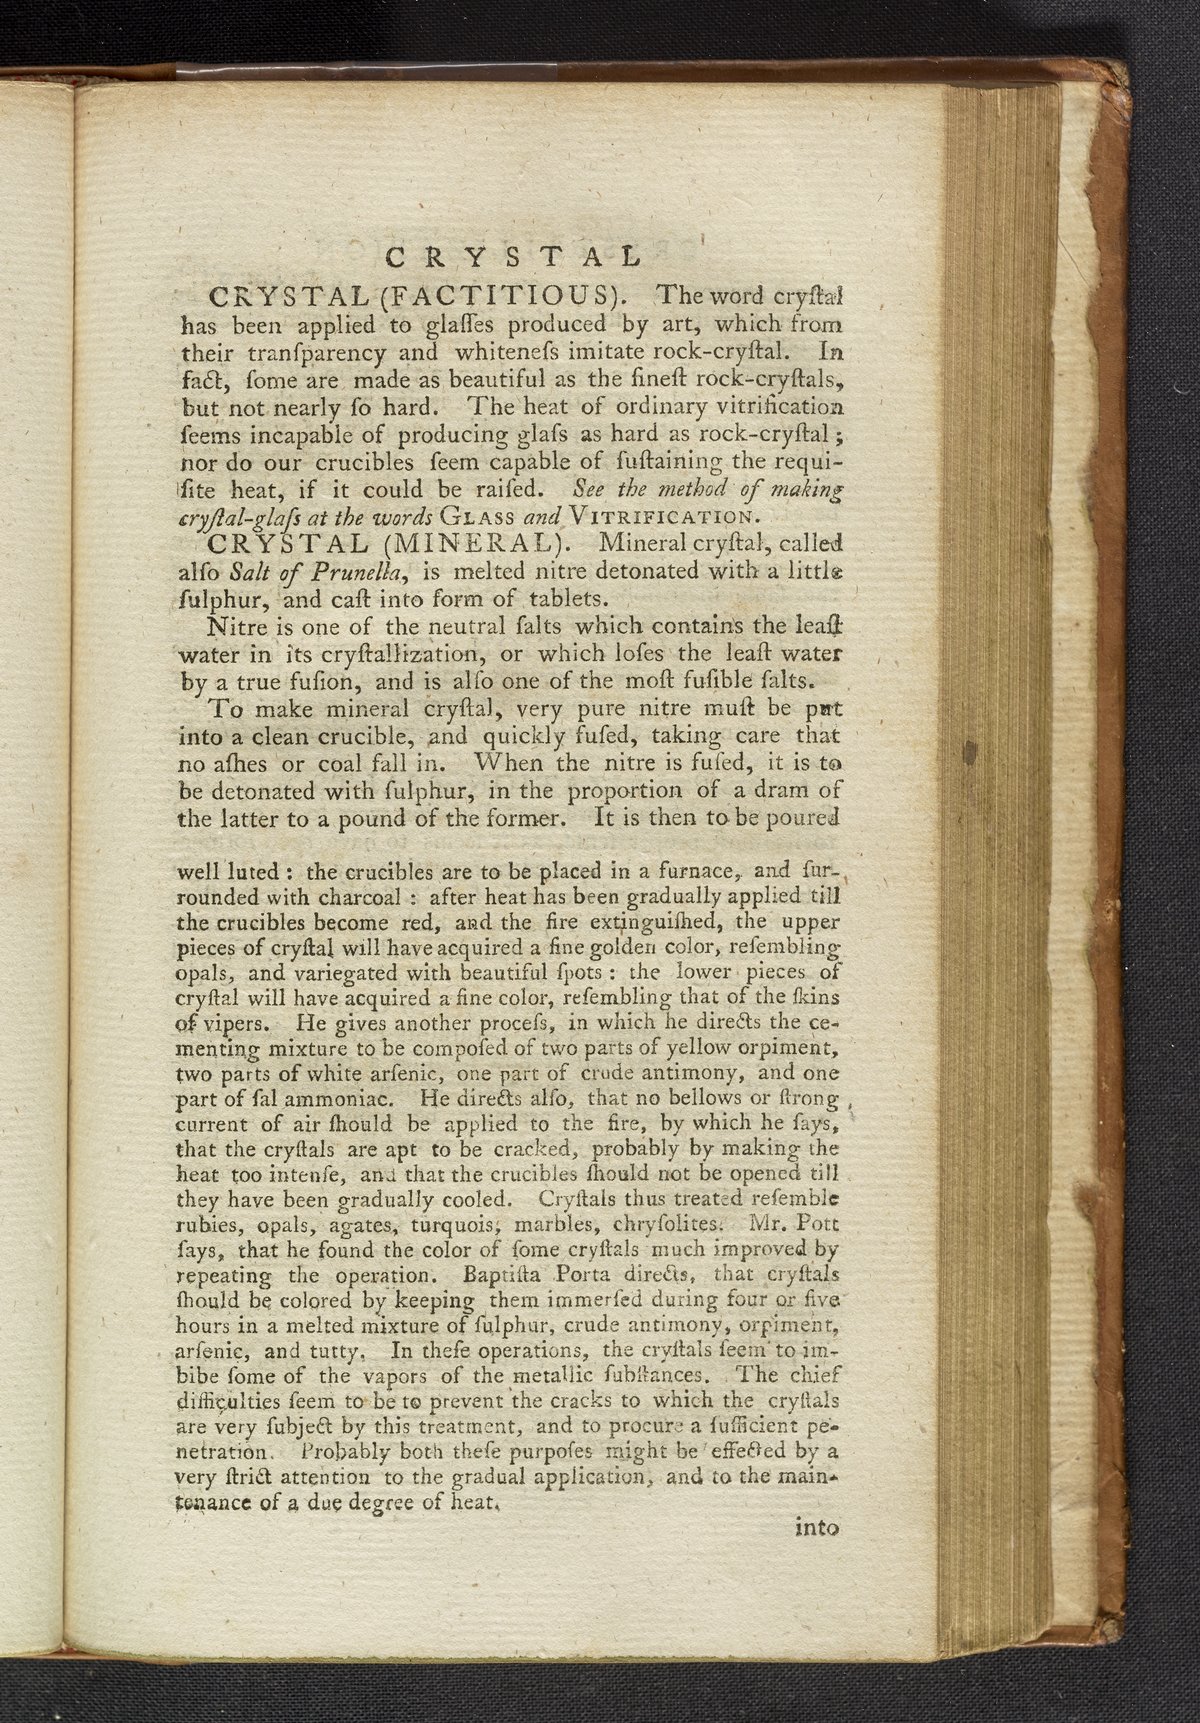 CRYSTAL
CRYSTAL (FACTITIOUS). The word cryſtal
has been applied to glaſſes produced by art, which from
their tranſparency and whiteneſs imitate rock-cryſtal. In
fact, ſome are made as beautiful as the fineſt rock-cryſtals,
but not nearly ſo hard. The heat of ordinary vitrification
ſeems incapable of producing glaſs as hard as rock-cryſtal;
nor do our crucibles ſeem capable of ſuſtaining the requi-
ſite heat, if it could be raiſed. See the method of making
cryſtal-glaſs at the words GLASS and VITRIFICATION.
CRYSTAL (MINERAL). Mineral cryſtal, called
alſo Salt of Prunella, is melted nitre detonated with a little
ſulphur, and caſt into form of tablets.
Nitre is one of the neutral ſalts which contains the leaſt
water in its cryſtallization, or which loſes the leaſt water
by a true fuſion, and is alſo one of the moſt fuſible ſalts.
To make mineral cryſtal, very pure nitre muſt be put
into a clean crucible, and quickly fuſed, taking care that
no aſhes or coal fall in. When the nitre is fuſed, it is to
be detonated with ſulphur, in the proportion of a dram of
the latter to a pound of the former. It is then to be poured
well luted : the crucibles are to be placed in a furnace, and ſur-
rounded with charcoal : after heat has been gradually applied till
the crucibles become red, and the fire extinguiſhed, the upper
pieces of cryſtal will have acquired a fine golden color, reſembling
opals, and variegated with beautiful ſpots : the lower pieces of
cryſtal will have acquired a fine color, reſembling that of the ſkins
of vipers. He gives another proceſs, in which he directs the ce-
menting mixture to be compoſed of two parts of yellow orpiment,
two parts of white arſenic, one part of crude antimony, and one
part of ſal ammoniac. He directs alſo, that no bellows or ſtrong
current of air ſhould be applied to the fire, by which he ſays,
that the cryſtals are apt to be cracked, probably by making the
heat too intenſe, and that the crucibles ſhould not be opened till
they have been gradually cooled. Cryſtals thus treated reſemble
rubies, opals, agates, turquois, marbles, chryſolites. Mr. Pott
ſays, that he found the color of ſome cryſtals much improved by
repeating the operation. Baptiſta Porta directs, that cryſtals
ſhould be colored by keeping them immerſed during four or five
hours in a melted mixture of ſulphur, crude antimony, orpiment,
arſenic, and tutty. In theſe operations, the cryſtals ſeem to im-
bibe ſome of the vapors of the metallic ſubſtances. The chief
difficulties ſeem to be to prevent the cracks to which the cryſtals
are very ſubject by this treatment, and to procure a ſufficient pe-
netration. Probably both theſe purpoſes might be effected by a
very ſtrict attention to the gradual application, and to the main-
tenance of a due degree of heat.
into